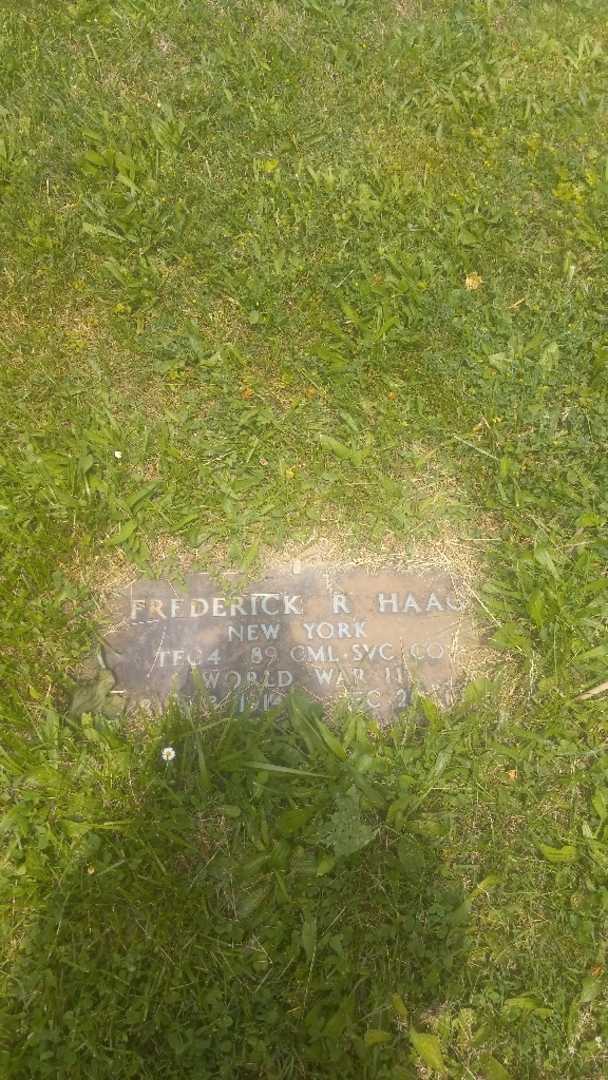 FREDERICK R HAAG
NEW YORK
TEC4 89 CML SVC CO
WORLD WAR II